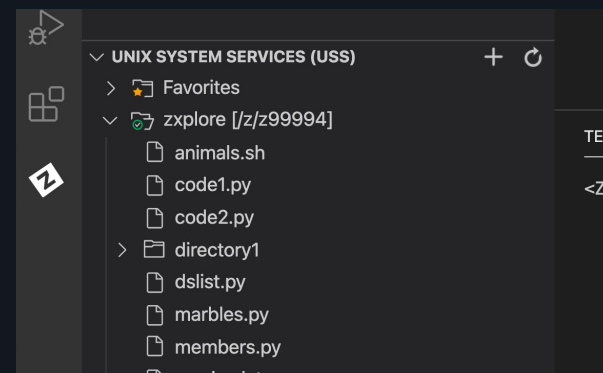 UNIX SYSTEM SERVICES (USS)
Favorites
zxplore [/z/z99994]
animals.sh
code1.py
code2.py
directory1
dslist.py
marbles.py
members.py
TE
<Z
Z